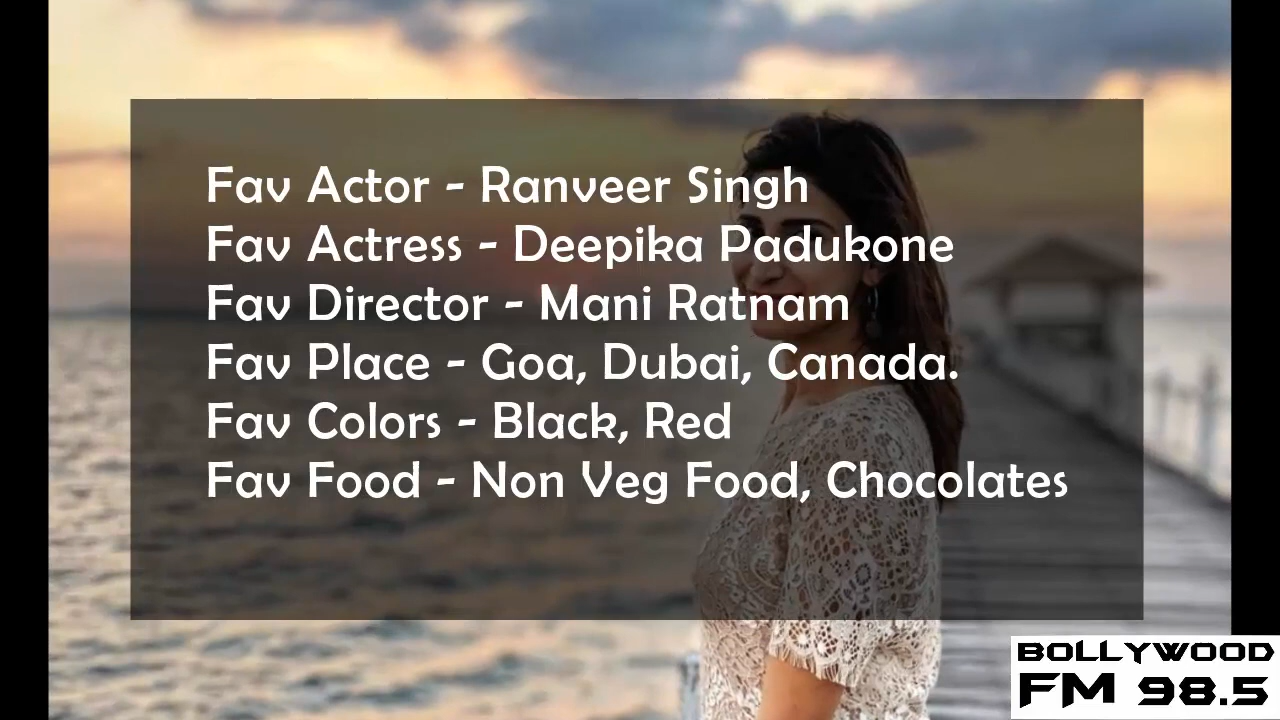 Fav Actor - Ranveer Singh
Fav Actress - Deepika Padukone
Fav Director - Mani Ratnam
Fav Place - Goa, Dubai, Canada.
Fav Colors - Black, Red
Fav Food - Non Veg Food, Chocolates
BOLLYWOOD
FM 98.5